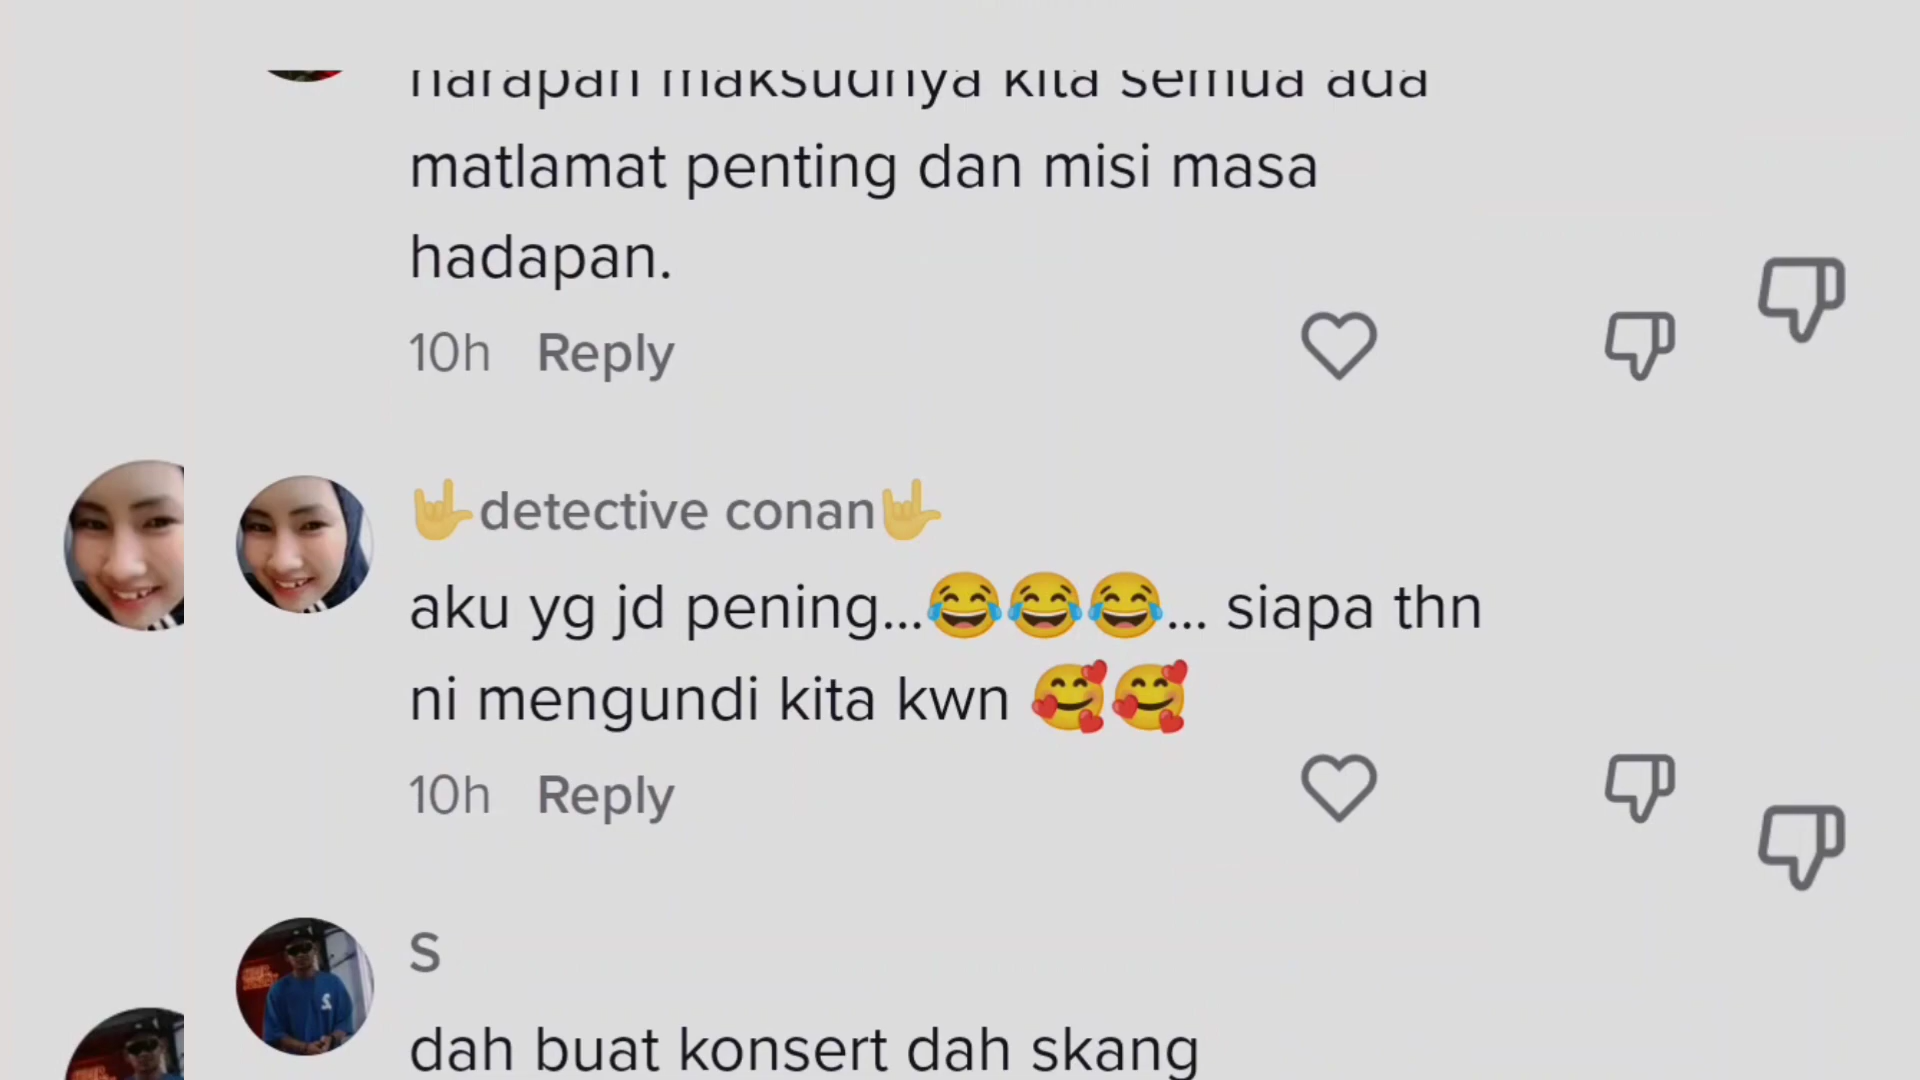 harapan maksudnya kita semua ada
matlamat penting dan misi masa
hadapan.
10h Reply
🤟detective conan🤟
aku yg jd pening...😂😂😂... siapa thn
ni mengundi kita kwn 🥰🥰
10h Reply
S
dah buat konsert dah skang